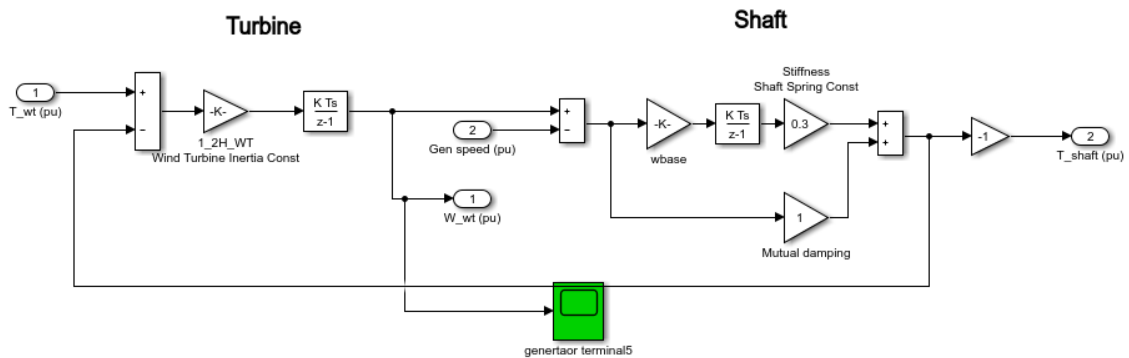 Turbine
Shaft
1
T_wt (pu)
+
−
-K-
1_2H_WT
Wind Turbine Inertia Const
K Ts
z-1
2
Gen speed (pu)
+
−
-K-
wbase
K Ts
z-1
Stiffness
Shaft Spring Const
0.3
+
+
-1
2
T_shaft (pu)
1
W_wt (pu)
1
Mutual damping
genertaor terminal5